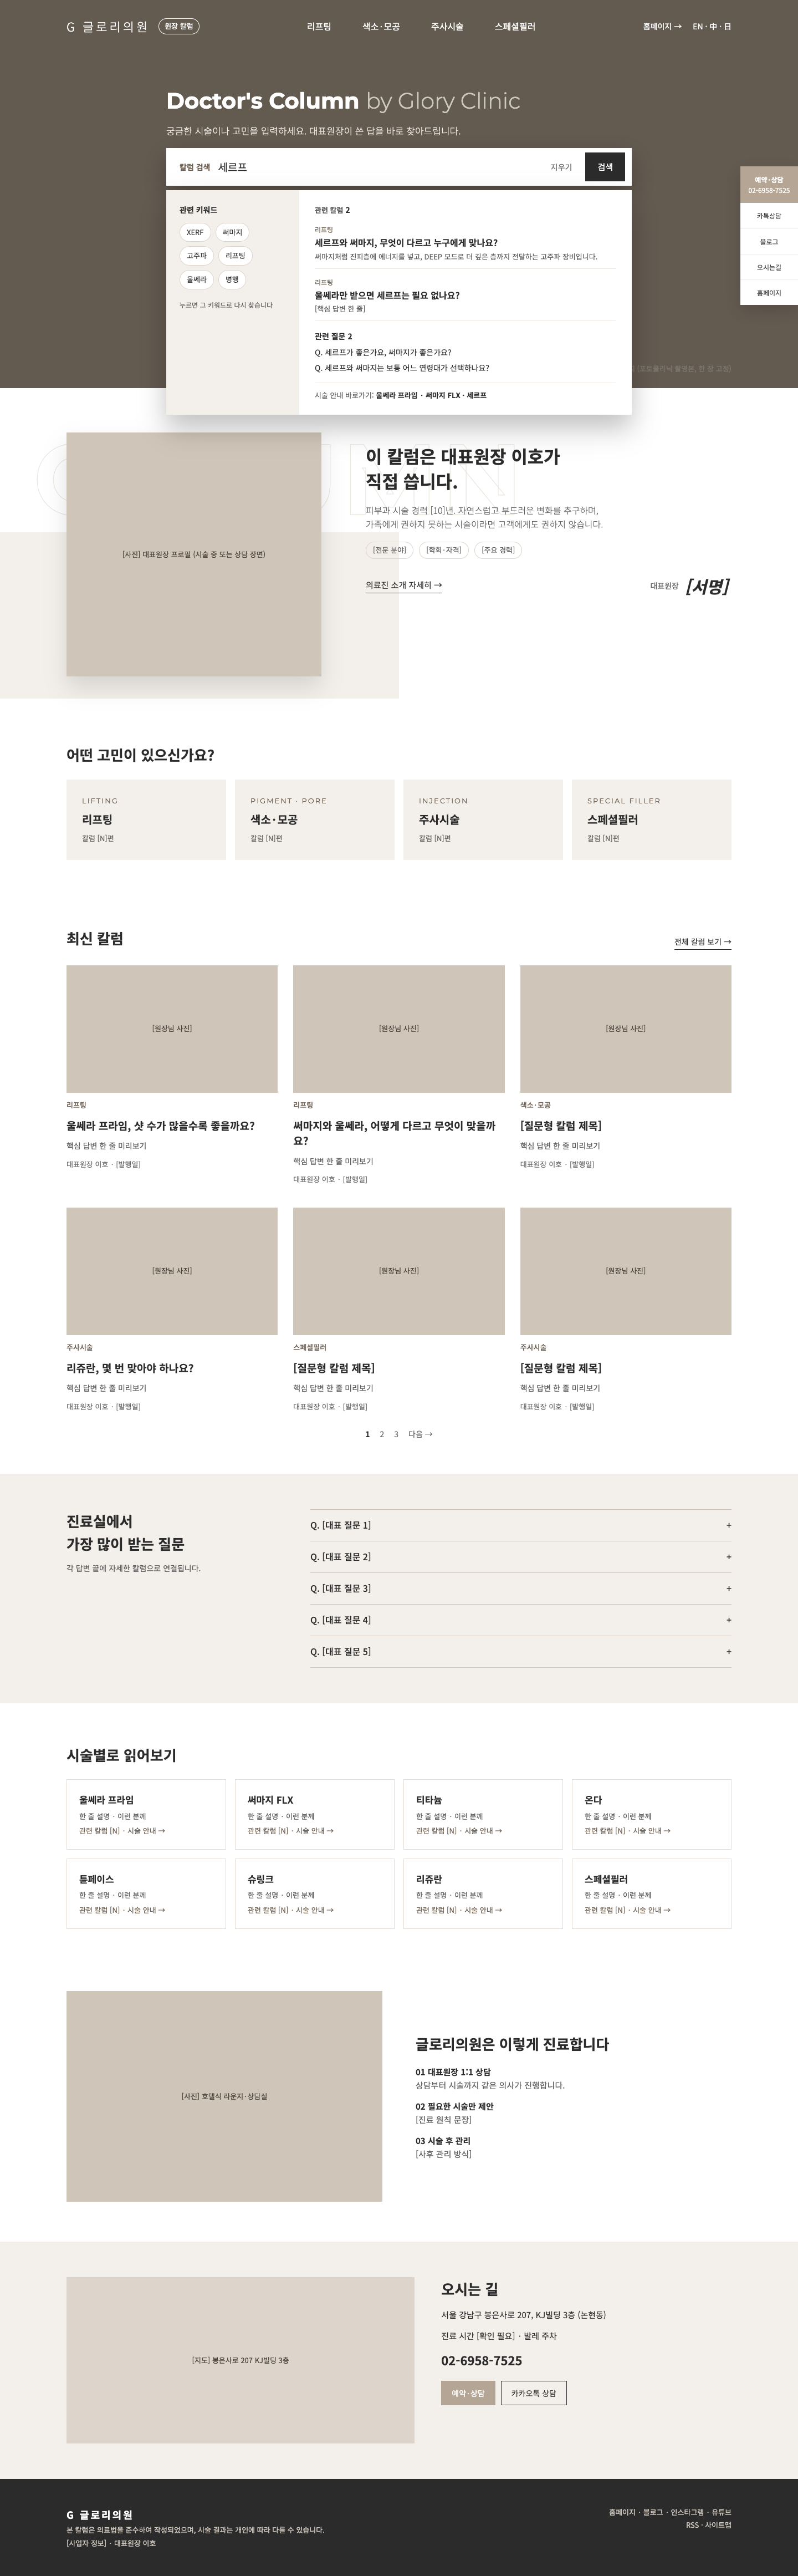 G 글로리의원 원장 칼럼 리프팅 색소·모공 주사시술 스페셜필러 홈페이지 → EN · 中 · 日
Doctor's Column by Glory Clinic
궁금한 시술이나 고민을 입력하세요. 대표원장이 쓴 답을 바로 찾아드립니다.
칼럼 검색 세르프 지우기 검색
예약·상담
02-6958-7525
카톡상담
블로그
오시는길
홈페이지
관련 키워드
XERF 써마지
고주파 리프팅
울쎄라 병행
누르면 그 키워드로 다시 찾습니다
관련 칼럼 2
리프팅
세르프와 써마지, 무엇이 다르고 누구에게 맞나요?
써마지처럼 진피층에 에너지를 넣고, DEEP 모드로 더 깊은 층까지 전달하는 고주파 장비입니다.
리프팅
울쎄라만 받으면 세르프는 필요 없나요?
[핵심 답변 한 줄]
관련 질문 2
Q. 세르프가 좋은가요, 써마지가 좋은가요?
Q. 세르프와 써마지는 보통 어느 연령대가 선택하나요?
시술 안내 바로가기: 울쎄라 프라임 · 써마지 FLX · 세르프
이 칼럼은 대표원장 이호가
직접 씁니다.
피부과 시술 경력 [10]년. 자연스럽고 부드러운 변화를 추구하며,
가족에게 권하지 못하는 시술이라면 고객에게도 권하지 않습니다.
[전문 분야] [학회·자격] [주요 경력]
의료진 소개 자세히 → 대표원장 [서명]
[사진] 대표원장 프로필 (시술 중 또는 상담 장면)
어떤 고민이 있으신가요?
LIFTING
리프팅
칼럼 [N]편
PIGMENT · PORE
색소·모공
칼럼 [N]편
INJECTION
주사시술
칼럼 [N]편
SPECIAL FILLER
스페셜필러
칼럼 [N]편
최신 칼럼 전체 칼럼 보기 →
[원장님 사진]
리프팅
울쎄라 프라임, 샷 수가 많을수록 좋을까요?
핵심 답변 한 줄 미리보기
대표원장 이호 · [발행일]
[원장님 사진]
리프팅
써마지와 울쎄라, 어떻게 다르고 무엇이 맞을까
요?
핵심 답변 한 줄 미리보기
대표원장 이호 · [발행일]
[원장님 사진]
색소·모공
[질문형 칼럼 제목]
핵심 답변 한 줄 미리보기
대표원장 이호 · [발행일]
[원장님 사진]
주사시술
리쥬란, 몇 번 맞아야 하나요?
핵심 답변 한 줄 미리보기
대표원장 이호 · [발행일]
[원장님 사진]
스페셜필러
[질문형 칼럼 제목]
핵심 답변 한 줄 미리보기
대표원장 이호 · [발행일]
[원장님 사진]
주사시술
[질문형 칼럼 제목]
핵심 답변 한 줄 미리보기
대표원장 이호 · [발행일]
1 2 3 다음 →
진료실에서
가장 많이 받는 질문
각 답변 끝에 자세한 칼럼으로 연결됩니다.
Q. [대표 질문 1] +
Q. [대표 질문 2] +
Q. [대표 질문 3] +
Q. [대표 질문 4] +
Q. [대표 질문 5] +
시술별로 읽어보기
울쎄라 프라임
한 줄 설명 · 이런 분께
관련 칼럼 [N] · 시술 안내 →
써마지 FLX
한 줄 설명 · 이런 분께
관련 칼럼 [N] · 시술 안내 →
티타늄
한 줄 설명 · 이런 분께
관련 칼럼 [N] · 시술 안내 →
온다
한 줄 설명 · 이런 분께
관련 칼럼 [N] · 시술 안내 →
튠페이스
한 줄 설명 · 이런 분께
관련 칼럼 [N] · 시술 안내 →
슈링크
한 줄 설명 · 이런 분께
관련 칼럼 [N] · 시술 안내 →
리쥬란
한 줄 설명 · 이런 분께
관련 칼럼 [N] · 시술 안내 →
스페셜필러
한 줄 설명 · 이런 분께
관련 칼럼 [N] · 시술 안내 →
[사진] 호텔식 라운지·상담실
글로리의원은 이렇게 진료합니다
01 대표원장 1:1 상담
상담부터 시술까지 같은 의사가 진행합니다.
02 필요한 시술만 제안
[진료 원칙 문장]
03 시술 후 관리
[사후 관리 방식]
[지도] 봉은사로 207 KJ빌딩 3층
오시는 길
서울 강남구 봉은사로 207, KJ빌딩 3층 (논현동)
진료 시간 [확인 필요] · 발레 주차
02-6958-7525
예약·상담 카카오톡 상담
G 글로리의원
본 칼럼은 의료법을 준수하여 작성되었으며, 시술 결과는 개인에 따라 다를 수 있습니다.
[사업자 정보] · 대표원장 이호
홈페이지 · 블로그 · 인스타그램 · 유튜브
RSS · 사이트맵